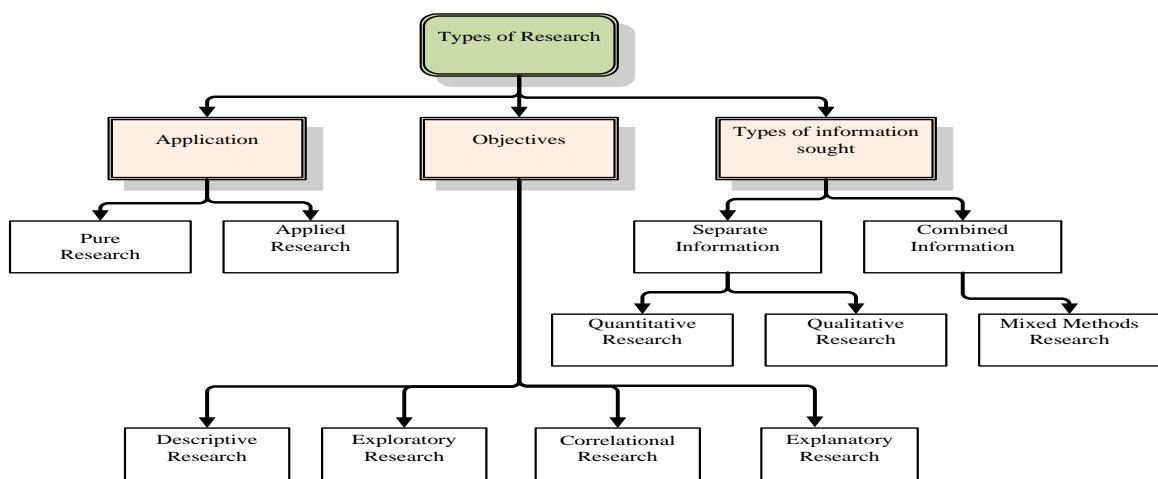 Types of Research
Application
Objectives
Types of information
sought
Pure
Research
Applied
Research
Separate
Information
Combined
Information
Quantitative
Research
Qualitative
Research
Mixed Methods
Research
Descriptive
Research
Exploratory
Research
Correlational
Research
Explanatory
Research